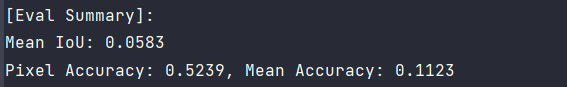 [Eval Summary]:
Mean IoU: 0.0583
Pixel Accuracy: 0.5239, Mean Accuracy: 0.1123